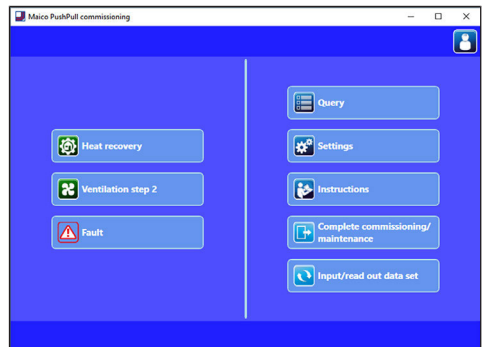 Maico PushPull commissioning
Heat recovery
Ventilation step 2
Fault
Query
Settings
Instructions
Complete commissioning/
maintenance
Input/read out data set